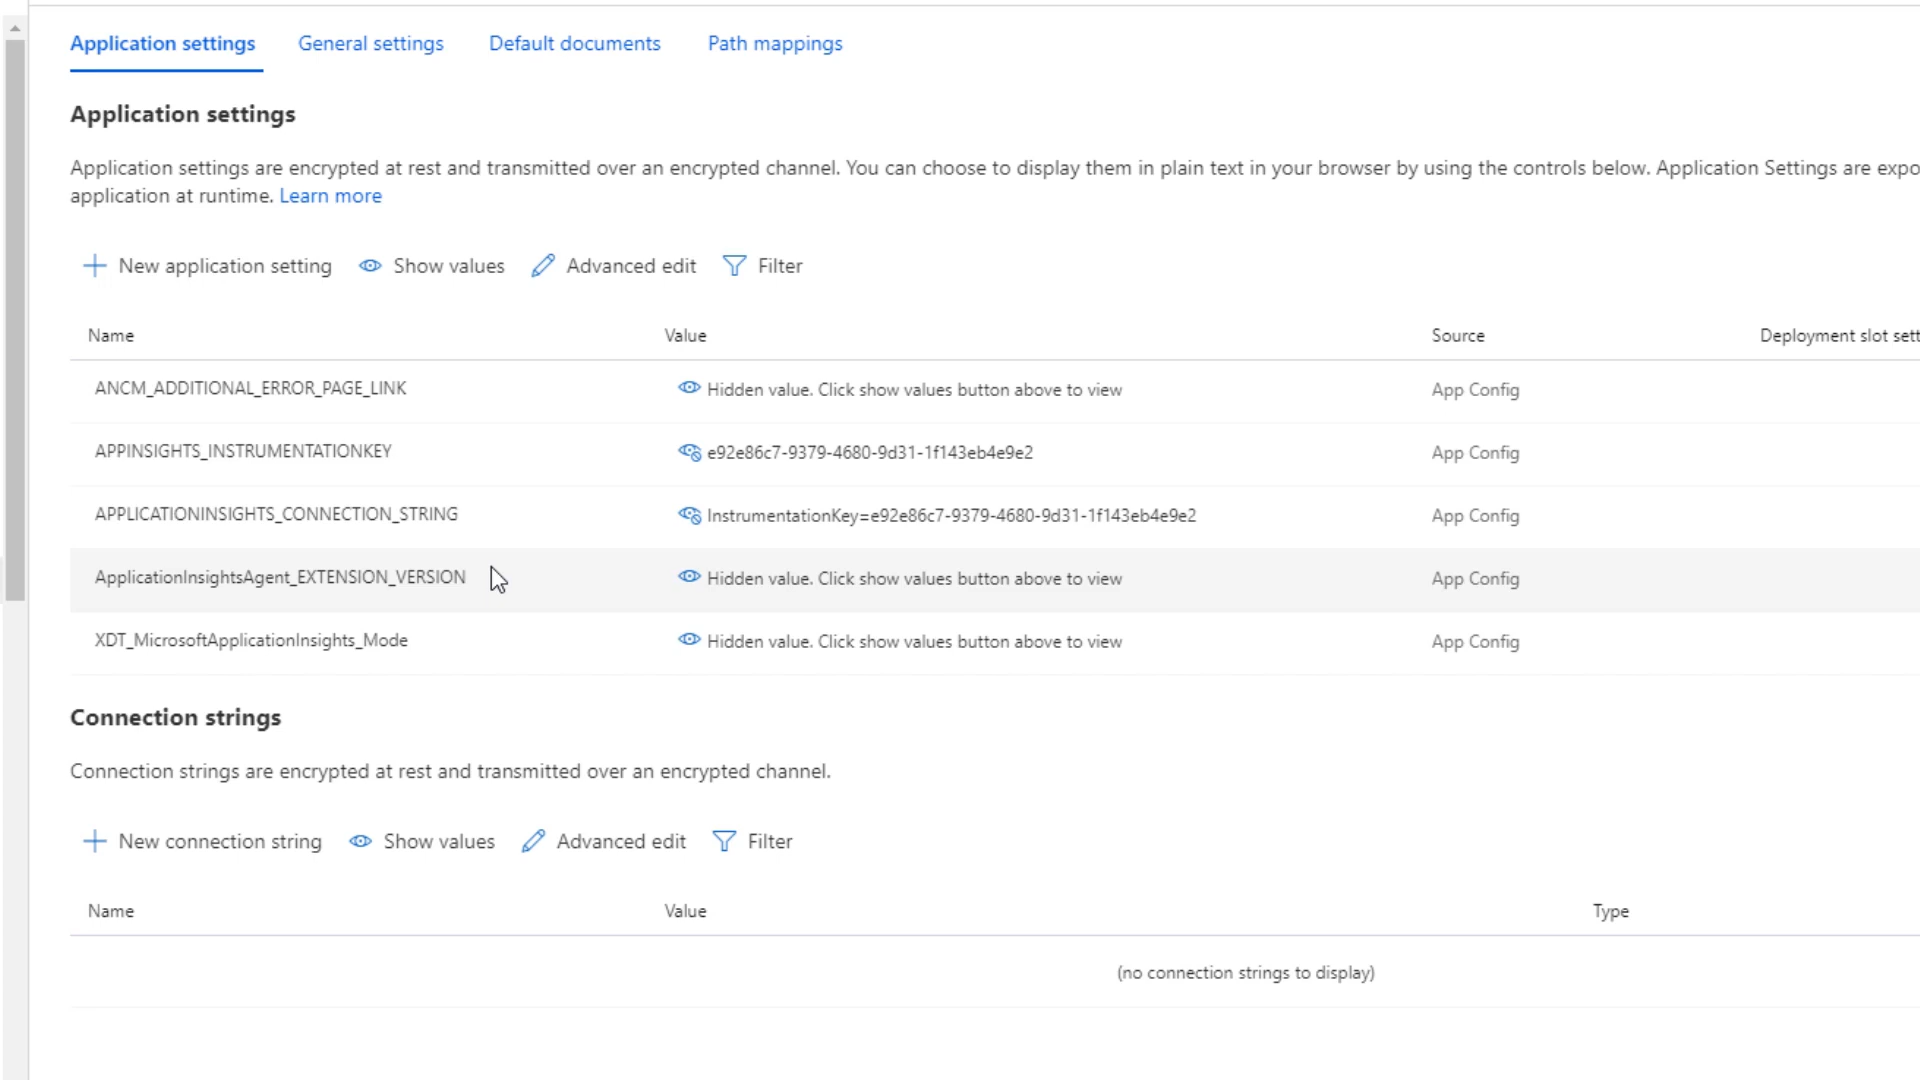 Application settings General settings Default documents Path mappings
Application settings
Application settings are encrypted at rest and transmitted over an encrypted channel. You can choose to display them in plain text in your browser by using the controls below. Application Settings are expo
application at runtime. Learn more
New application setting Show values Advanced edit Filter
Name Value Source Deployment slot sett
ANCM_ADDITIONAL_ERROR_PAGE_LINK Hidden value. Click show values button above to view App Config
APPINSIGHTS_INSTRUMENTATIONKEY e92e86c7-9379-4680-9d31-1f143eb4e9e2 App Config
APPLICATIONINSIGHTS_CONNECTION_STRING InstrumentationKey=e92e86c7-9379-4680-9d31-1f143eb4e9e2 App Config
ApplicationInsightsAgent_EXTENSION_VERSION Hidden value. Click show values button above to view App Config
XDT_MicrosoftApplicationInsights_Mode Hidden value. Click show values button above to view App Config
Connection strings
Connection strings are encrypted at rest and transmitted over an encrypted channel.
New connection string Show values Advanced edit Filter
Name Value Type
(no connection strings to display)